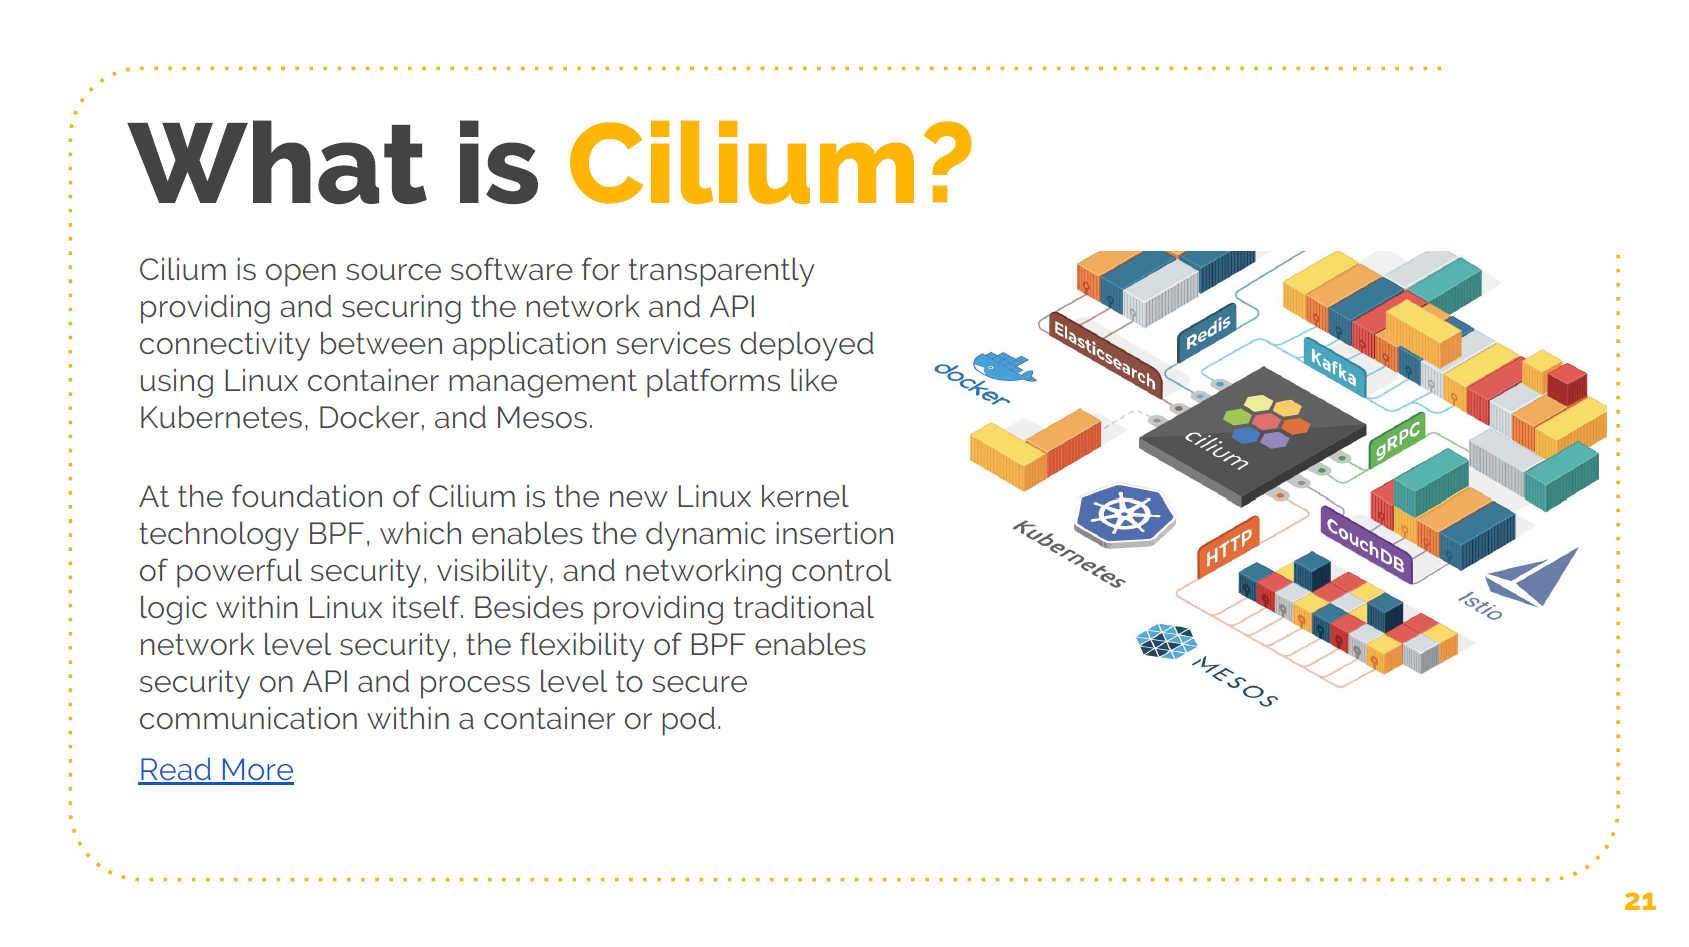 What is Cilium?
Cilium is open source software for transparently
providing and securing the network and API
connectivity between application services deployed
using Linux container management platforms like
Kubernetes, Docker, and Mesos.
At the foundation of Cilium is the new Linux kernel
technology BPF, which enables the dynamic insertion
of powerful security, visibility, and networking control
logic within Linux itself. Besides providing traditional
network level security, the flexibility of BPF enables
security on API and process level to secure
communication within a container or pod.
Read More
Elasticsearch
Redis
Kafka
docker
cilium
gRPC
Kubernetes
HTTP
CouchDB
Istio
MESOS
21